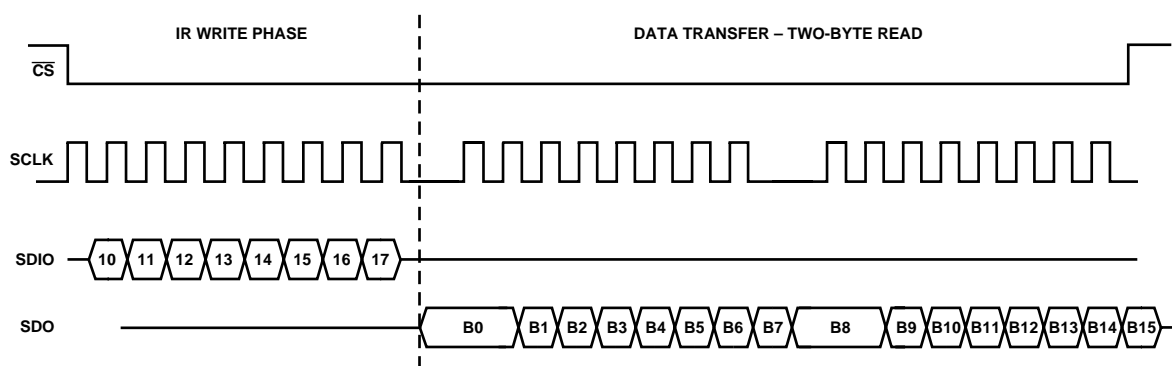 IR WRITE PHASE DATA TRANSFER – TWO-BYTE READ
CS
SCLK
SDIO 10 11 12 13 14 15 16 17
SDO B0 B1 B2 B3 B4 B5 B6 B7 B8 B9 B10 B11 B12 B13 B14 B15